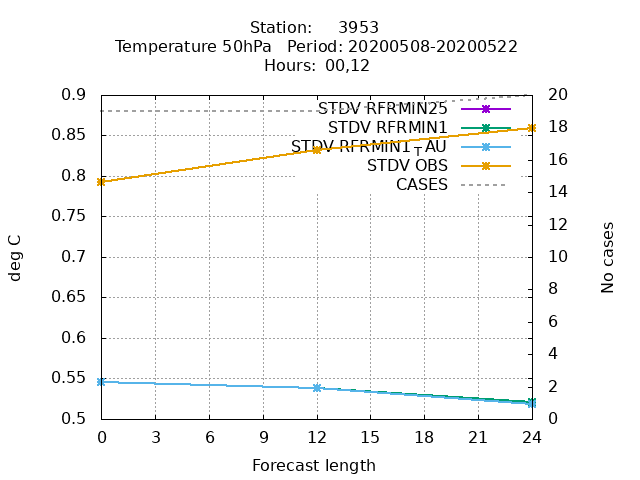 Station: 3953
Temperature 50hPa Period: 20200508-20200522
Hours: 00,12
0.9
0.85
0.8
0.75
0.7
0.65
0.6
0.55
0.5
deg C
STDV RFRMIN25
STDV RFRMIN1
STDV RFRMIN1_AU
STDV OBS
CASES
20
18
16
14
12
10
8
6
4
2
0
No cases
0 3 6 9 12 15 18 21 24
Forecast length